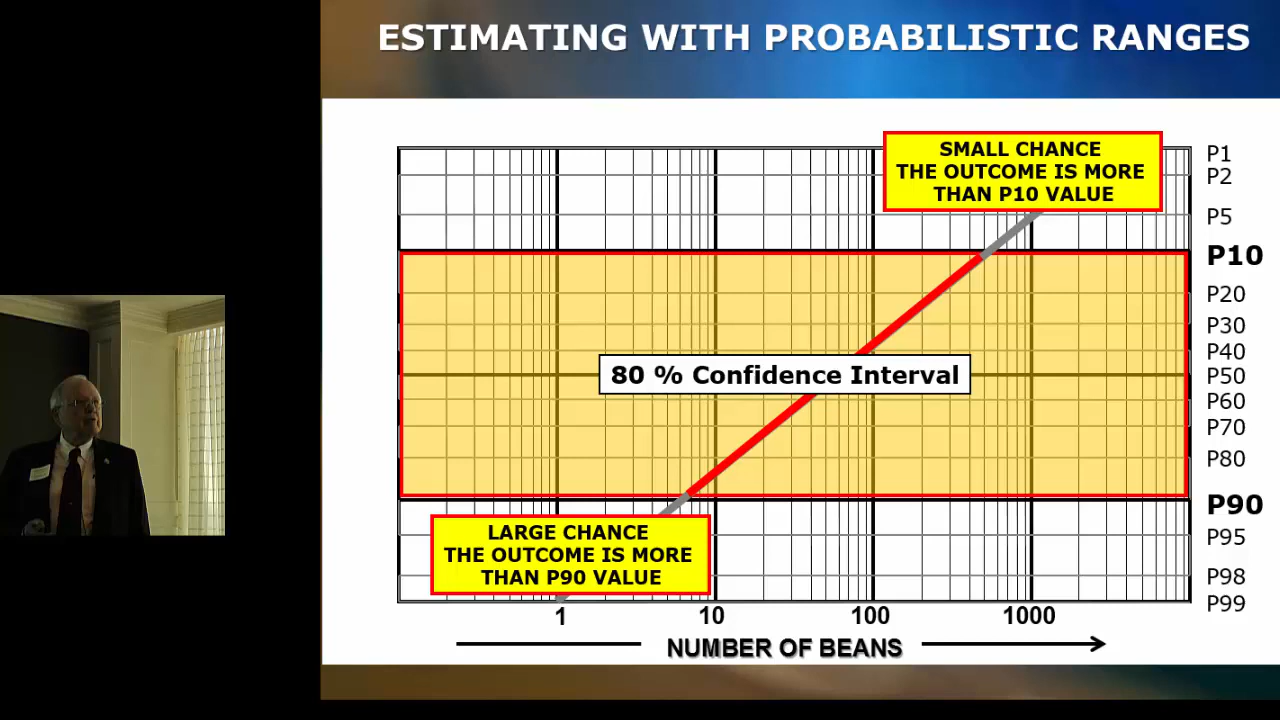 ESTIMATING WITH PROBABILISTIC RANGES
SMALL CHANCE
THE OUTCOME IS MORE
THAN P10 VALUE
P1
P2
P5
P10
P20
P30
P40
80 % Confidence Interval
P50
P60
P70
P80
P90
LARGE CHANCE
THE OUTCOME IS MORE
THAN P90 VALUE
P95
P98
P99
1 10 100 1000
NUMBER OF BEANS